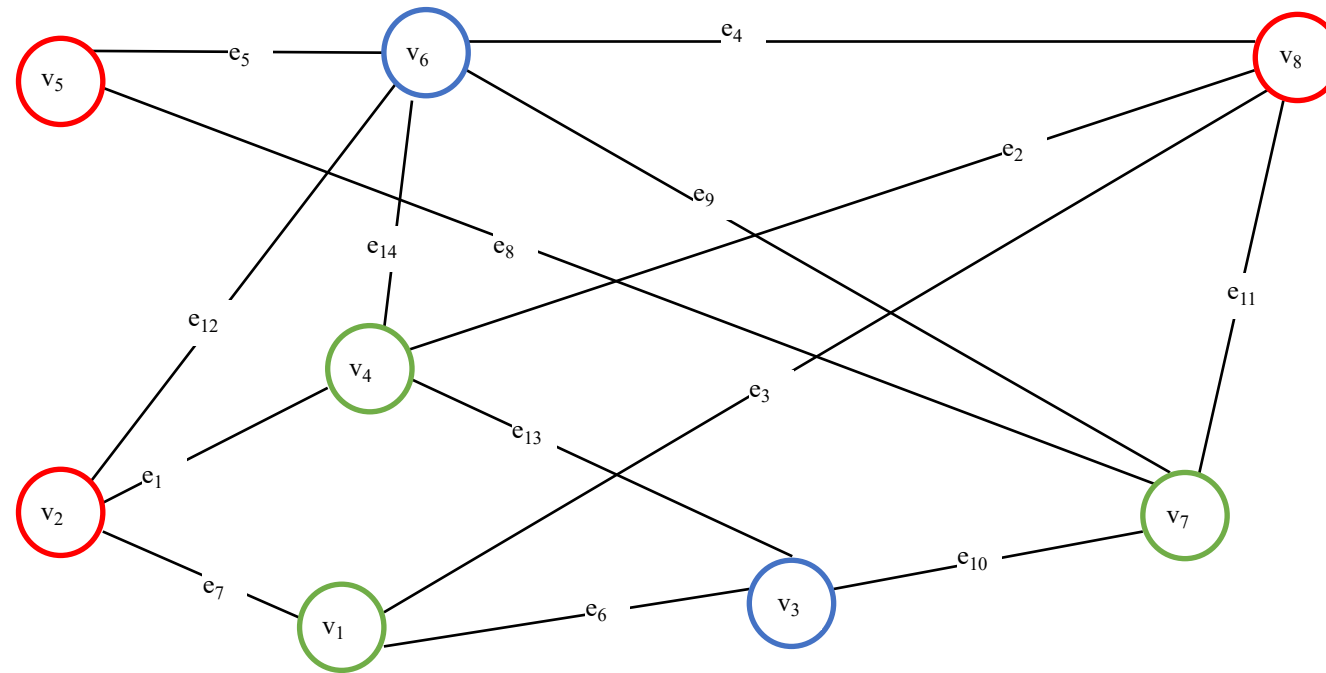 e₄
e₅
v₆
v₈
v₅
e₂
e₉
e₁₄
e₈
e₁₁
e₁₂
v₄
e₃
e₁₃
e₁
v₂
v₇
e₁₀
e₇
v₃
e₆
v₁